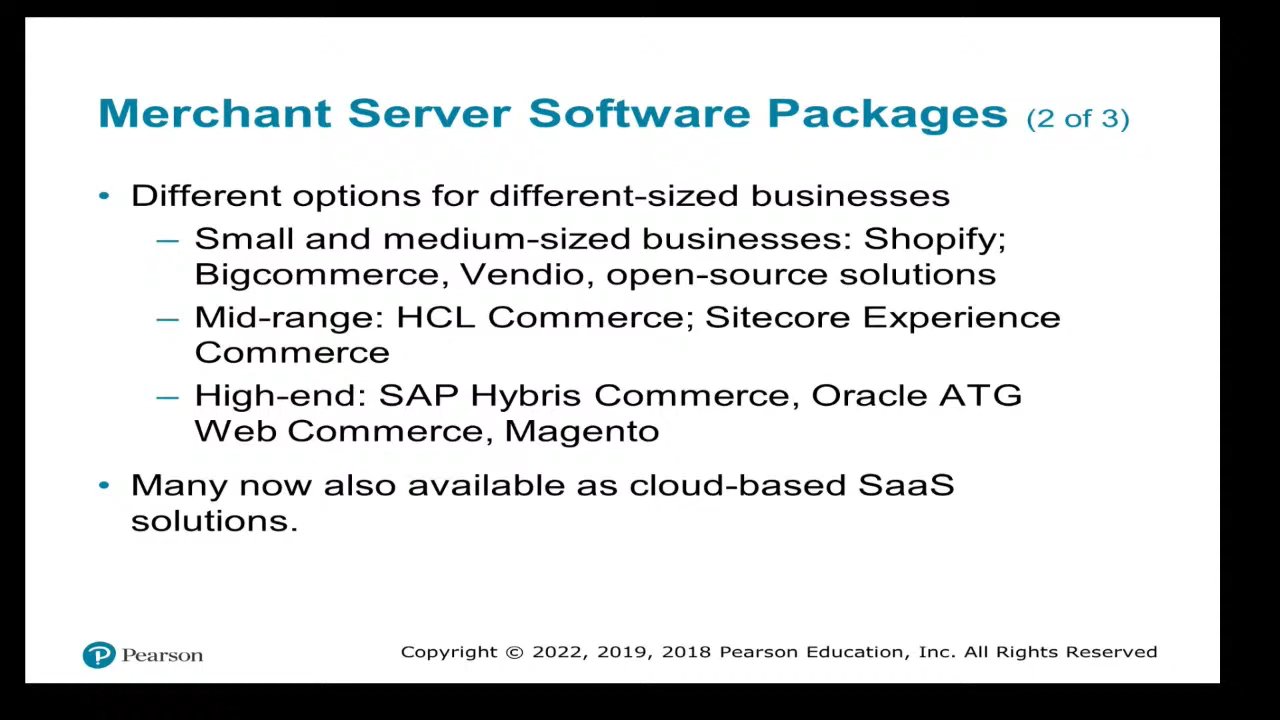 Merchant Server Software Packages (2 of 3)
• Different options for different-sized businesses
– Small and medium-sized businesses: Shopify;
Bigcommerce, Vendio, open-source solutions
– Mid-range: HCL Commerce; Sitecore Experience
Commerce
– High-end: SAP Hybris Commerce, Oracle ATG
Web Commerce, Magento
• Many now also available as cloud-based SaaS
solutions.
Pearson
Copyright © 2022, 2019, 2018 Pearson Education, Inc. All Rights Reserved